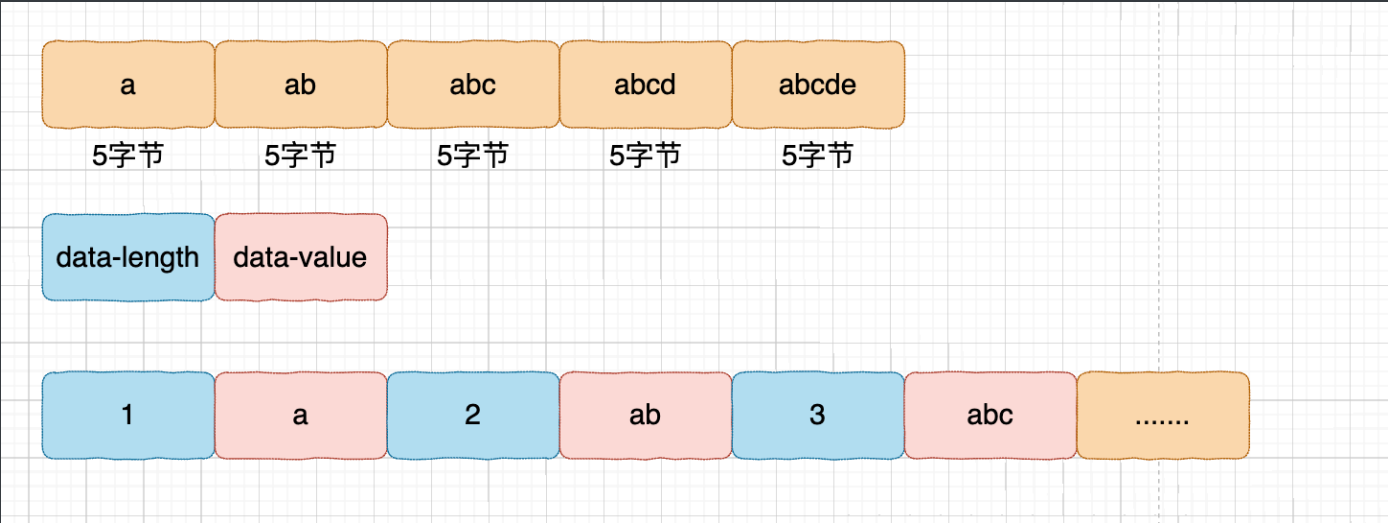 a ab abc abcd abcde
5字节 5字节 5字节 5字节 5字节
data-length data-value
1 a 2 ab 3 abc .......